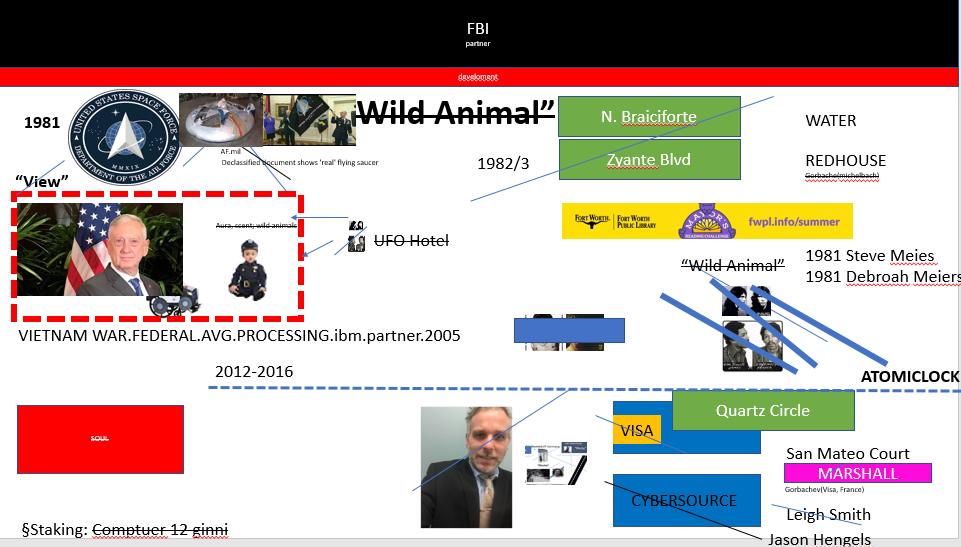 FBI
partner
develoment
1981
UNITED STATES SPACE FORCE
MMXIX
DEPARTMENT OF THE AIR FORCE
AF.mil
Declassified document shows 'real' flying saucer
Wild Animal”
N. Braiciforte
WATER
1982/3
Zyante Blvd
REDHOUSE
Gorbache(michelbach)
“View”
FORT WORTH
PUBLIC LIBRARY
FORT WORTH
PUBLIC LIBRARY
MAYOR'S
READING CHALLENGE
fwpl.info/summer
Aura, scent; wild animals
UFO Hotel
“Wild Animal”
1981 Steve Meies
1981 Debroah Meiers
VIETNAM WAR.FEDERAL.AVG.PROCESSING.ibm.partner.2005
2012-2016
ATOMICLOCK
SOUL
Quartz Circle
VISA
San Mateo Court
MARSHALL
Gorbachev(Visa, France)
CYBERSOURCE
Leigh Smith
§Staking: Comptuer 12 ginni
Jason Hengels